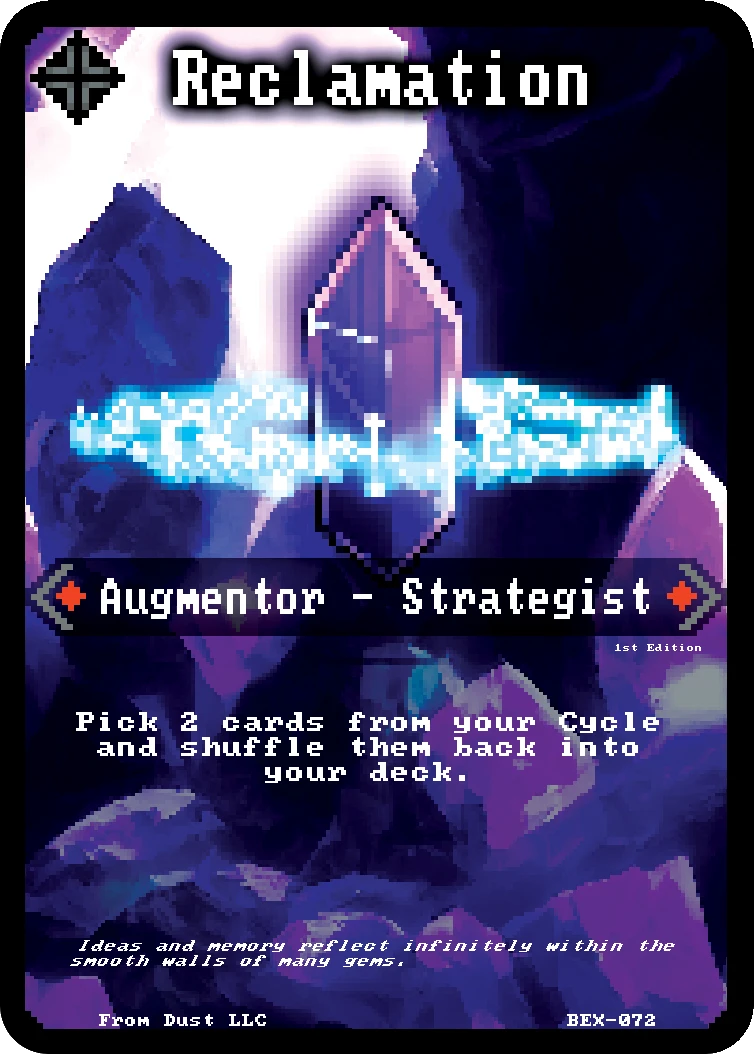 Reclamation
Augmentor - Strategist
1st Edition
Pick 2 cards from your Cycle
and shuffle them back into
your deck.
Ideas and memory reflect infinitely within the
smooth walls of many gems.
From Dust LLC
BEX-072